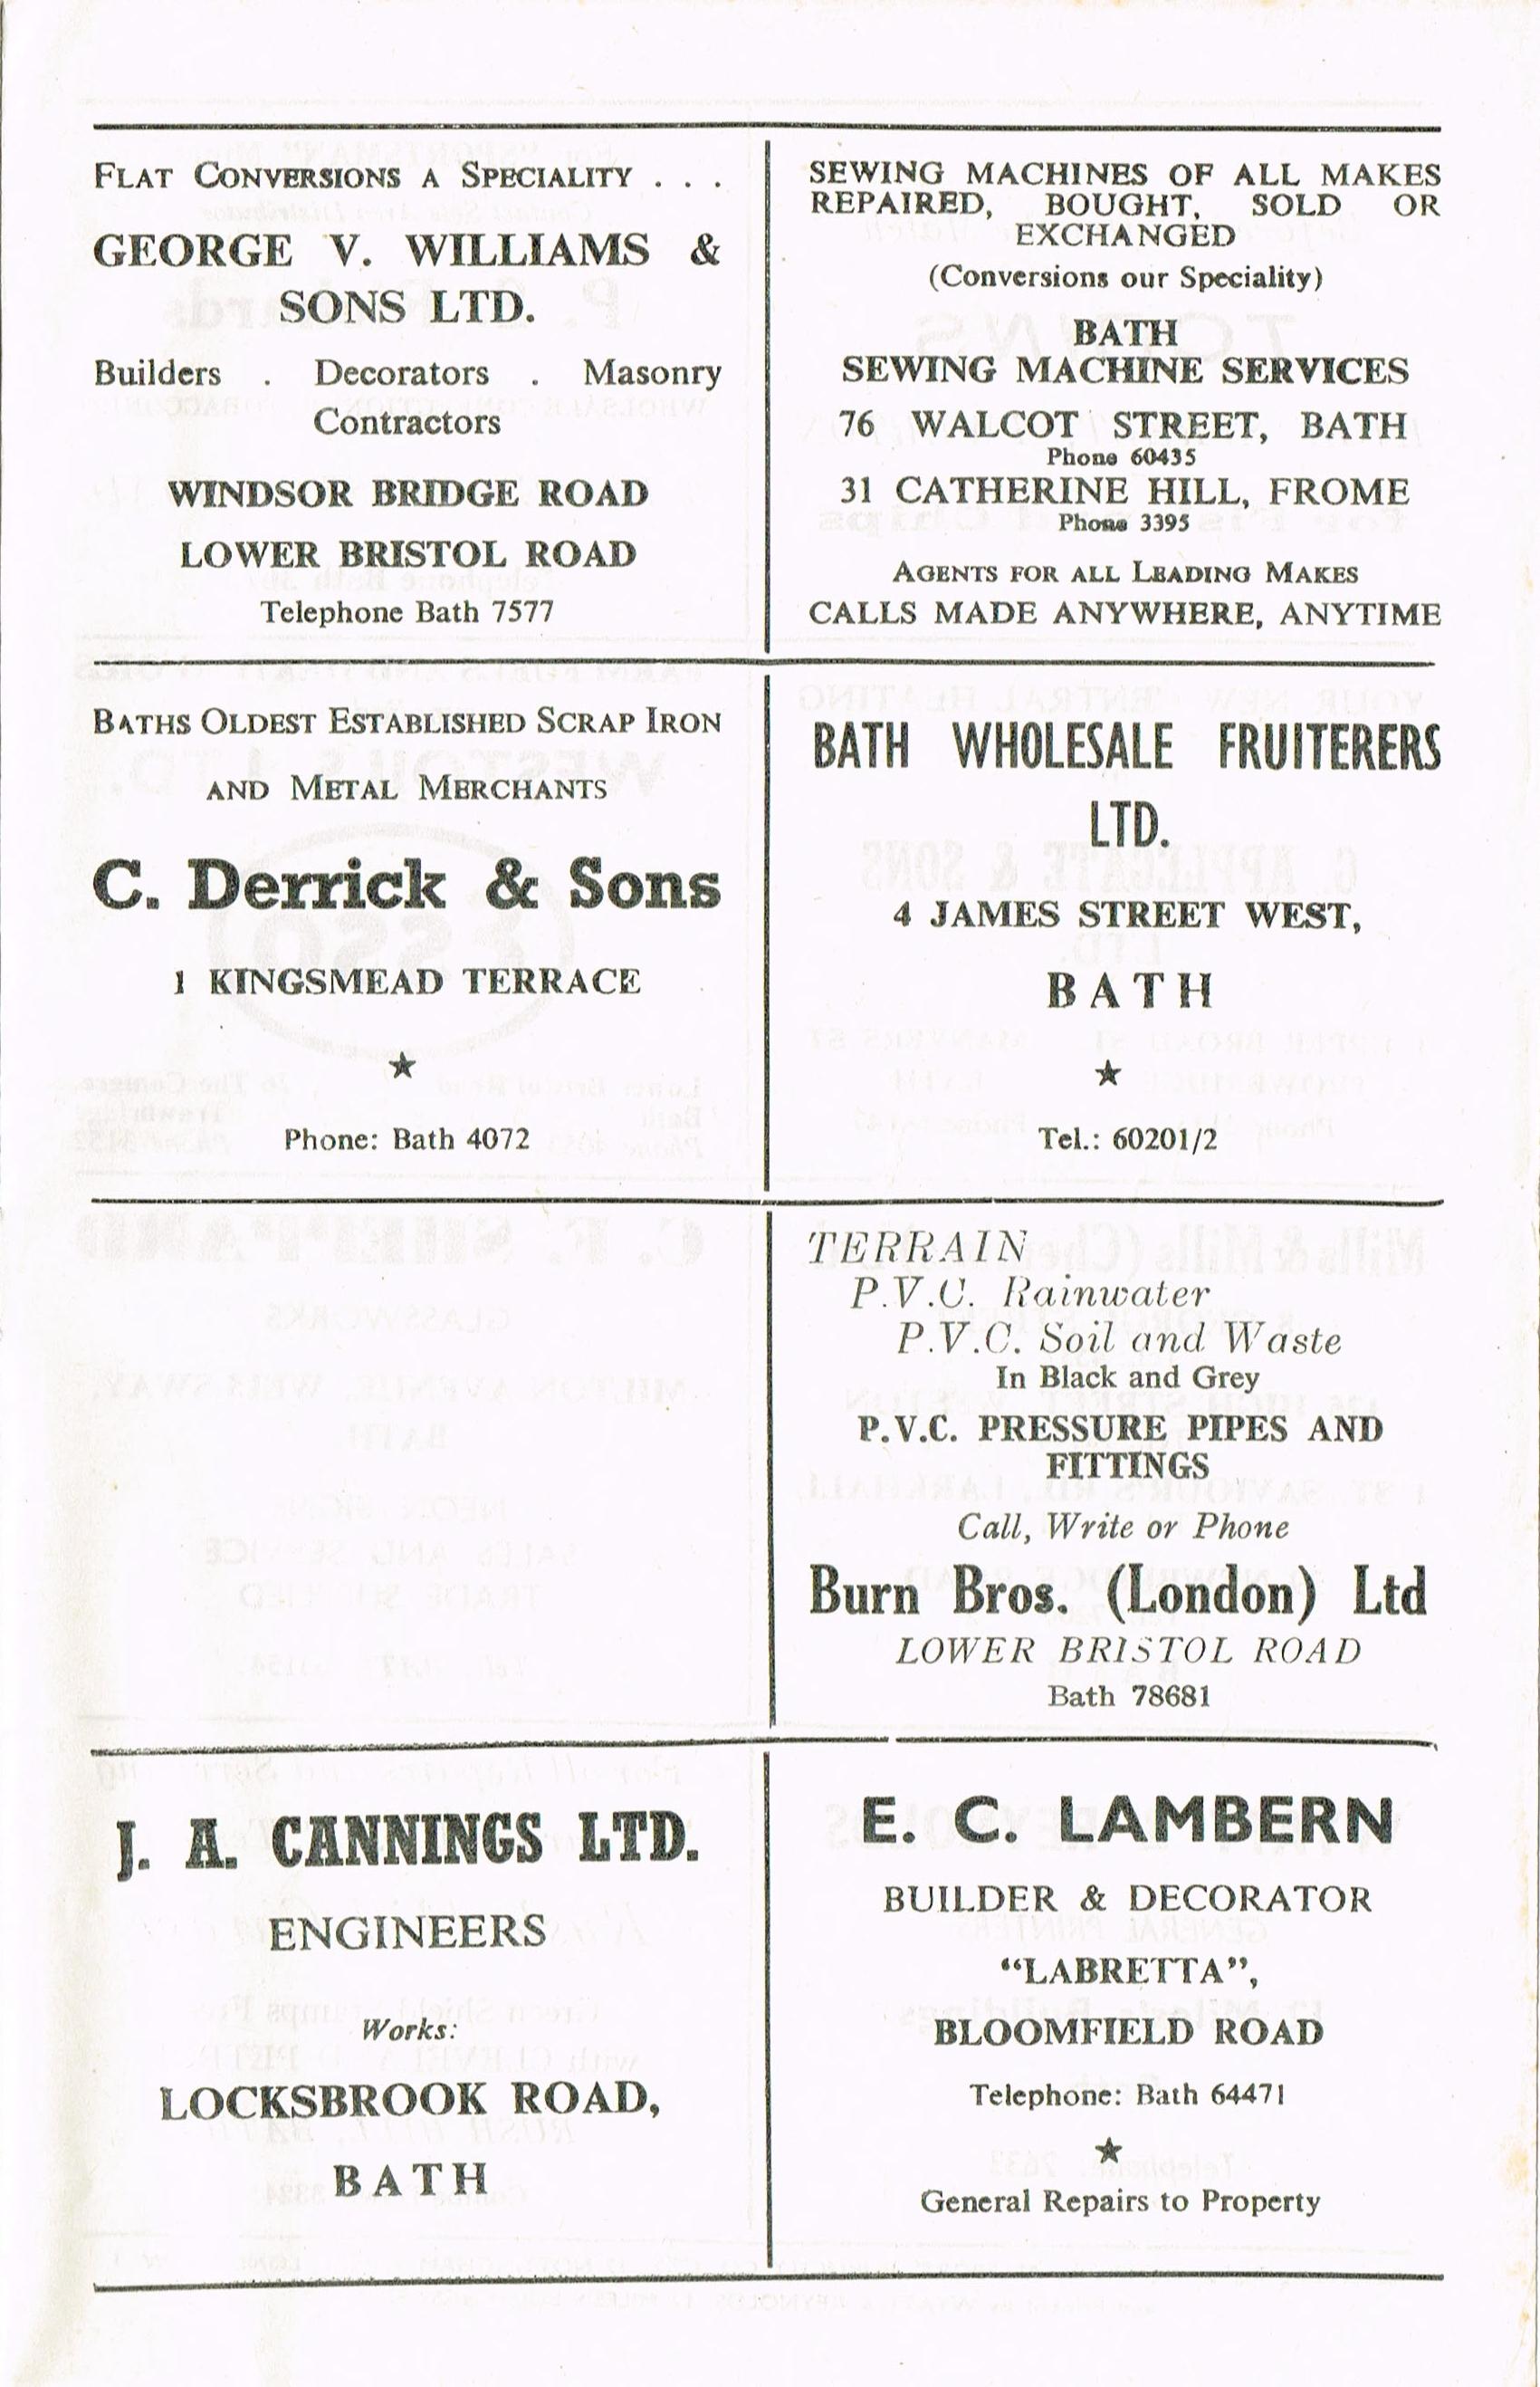 FLAT CONVERSIONS A SPECIALITY . . .
GEORGE V. WILLIAMS &
SONS LTD.
Builders . Decorators . Masonry
Contractors
WINDSOR BRIDGE ROAD
LOWER BRISTOL ROAD
Telephone Bath 7577
SEWING MACHINES OF ALL MAKES
REPAIRED, BOUGHT, SOLD OR
EXCHANGED
(Conversions our Speciality)
BATH
SEWING MACHINE SERVICES
76 WALCOT STREET, BATH
Phone 60435
31 CATHERINE HILL, FROME
Phone 3395
AGENTS FOR ALL LEADING MAKES
CALLS MADE ANYWHERE, ANYTIME
BATHS OLDEST ESTABLISHED SCRAP IRON
AND METAL MERCHANTS
C. Derrick & Sons
1 KINGSMEAD TERRACE
★
Phone: Bath 4072
BATH WHOLESALE FRUITERERS
LTD.
4 JAMES STREET WEST,
BATH
★
Tel.: 60201/2
TERRAIN
P.V.C. Rainwater
P.V.C. Soil and Waste
In Black and Grey
P.V.C. PRESSURE PIPES AND
FITTINGS
Call, Write or Phone
Burn Bros. (London) Ltd
LOWER BRISTOL ROAD
Bath 78681
J. A. CANNINGS LTD.
ENGINEERS
Works:
LOCKSBROOK ROAD,
BATH
E. C. LAMBERN
BUILDER & DECORATOR
"LABRETTA",
BLOOMFIELD ROAD
Telephone: Bath 64471
★
General Repairs to Property